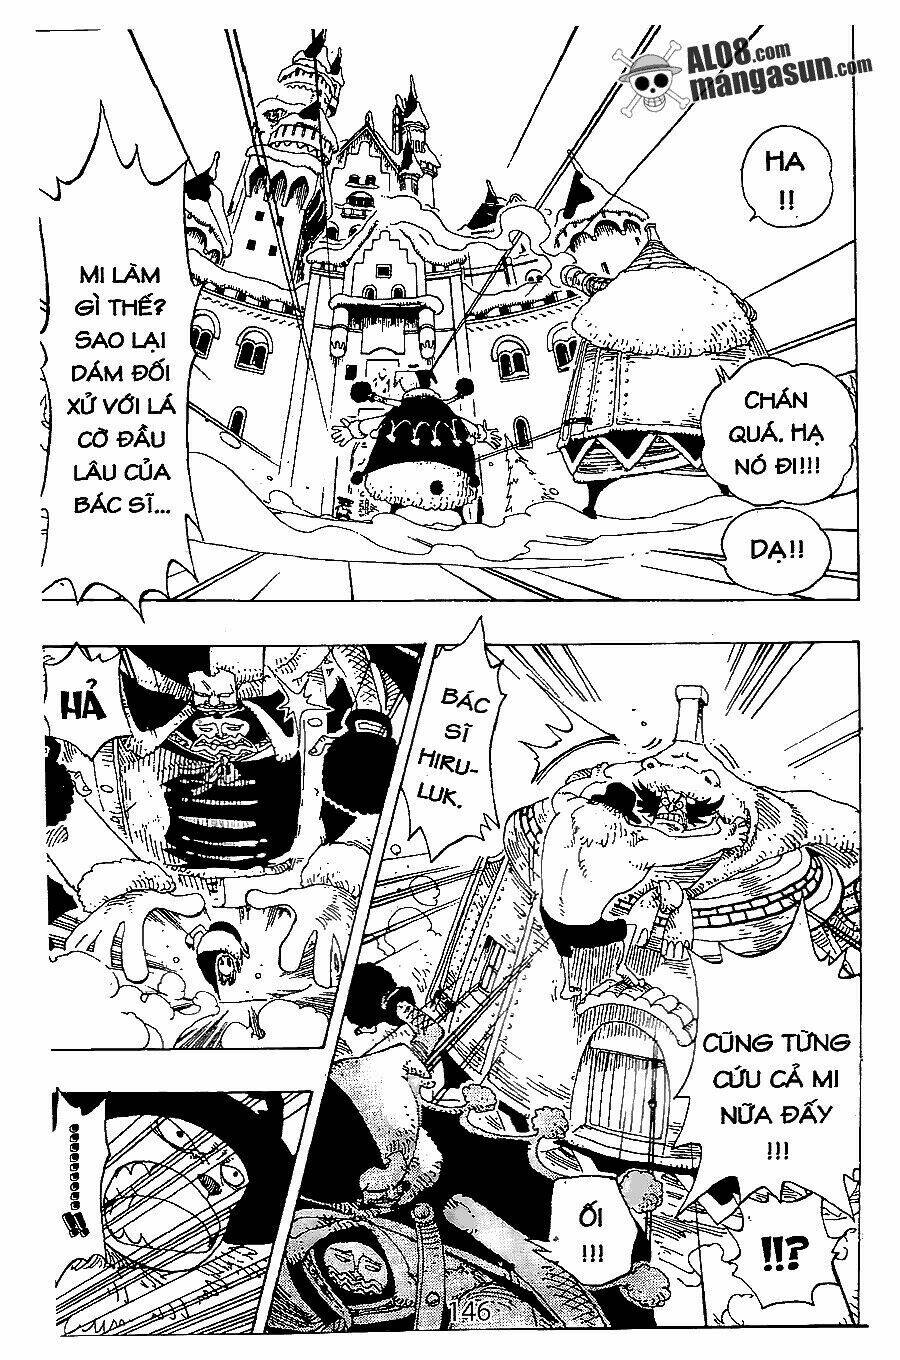 ALO8.com
mangasun.com
HA
!!
MI LÀM
GÌ THẾ?
SAO LẠI
DÁM ĐỐI
XỬ VỚI LÁ
CỜ ĐẦU
LÂU CỦA
BÁC SĨ...
CHÁN
QUÁ. HẠ
NÓ ĐI!!!
DẠ!!
HẢ
BÁC
SĨ
HIRU-
LUK.
CŨNG TỪNG
CỨU CẢ MI
NỮA ĐẤY
!!!
ỐI
!!!
!!?
..........!!
146